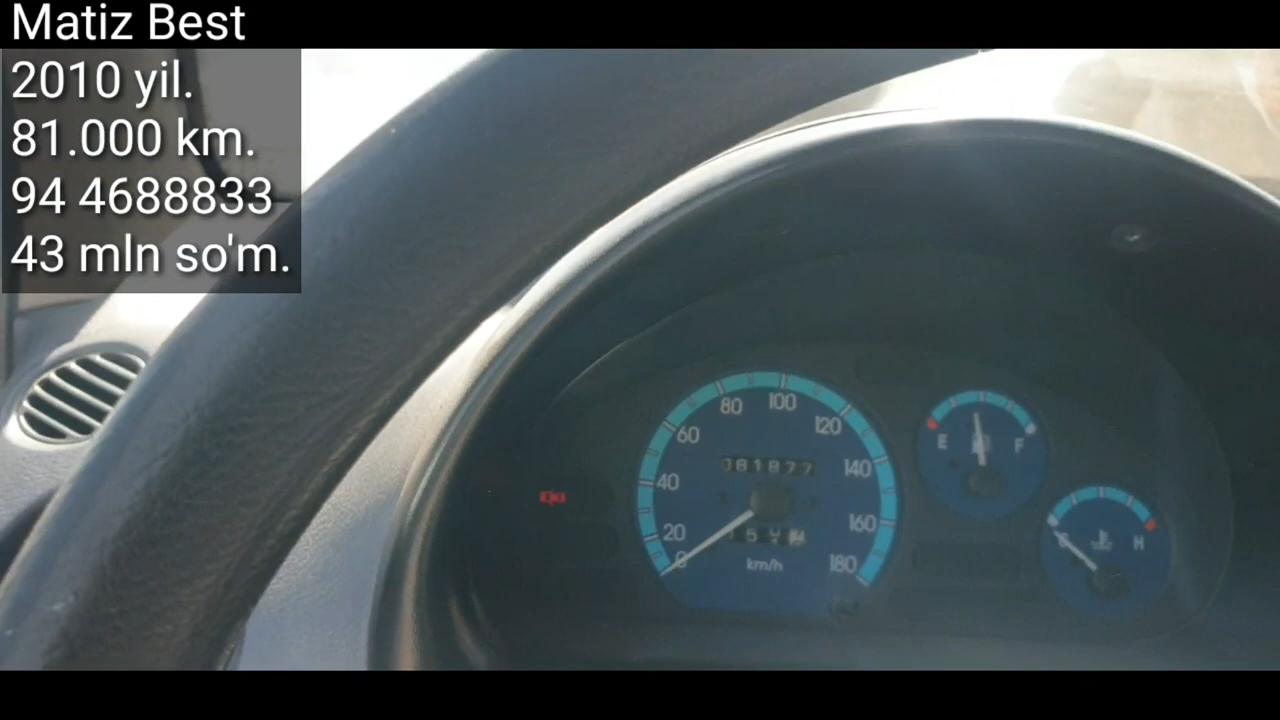 Matiz Best
2010 yil.
81.000 km.
94 4688833
43 mln so'm.
80 100
60 120
40 081877 140
20 160
0 km/h 180
E F
H